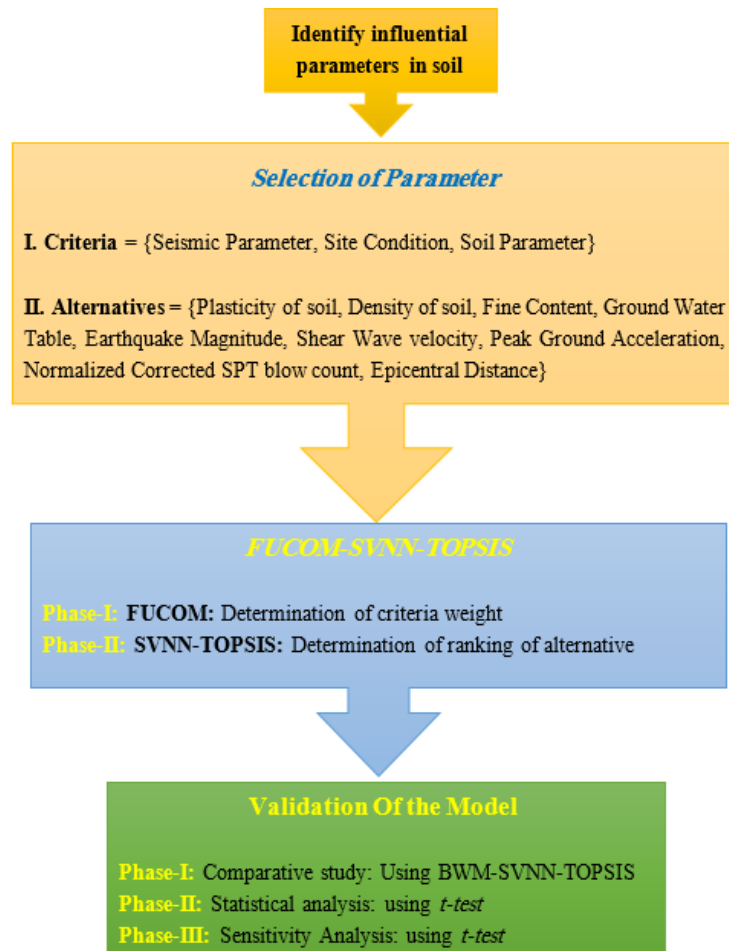 Identify influential
parameters in soil
Selection of Parameter
I. Criteria = {Seismic Parameter, Site Condition, Soil Parameter}
II. Alternatives = {Plasticity of soil, Density of soil, Fine Content, Ground Water
Table, Earthquake Magnitude, Shear Wave velocity, Peak Ground Acceleration,
Normalized Corrected SPT blow count, Epicentral Distance}
FUCOM-SVNN-TOPSIS
Phase-I: FUCOM: Determination of criteria weight
Phase-II: SVNN-TOPSIS: Determination of ranking of alternative
Validation Of the Model
Phase-I: Comparative study: Using BWM-SVNN-TOPSIS
Phase-II: Statistical analysis: using t-test
Phase-III: Sensitivity Analysis: using t-test